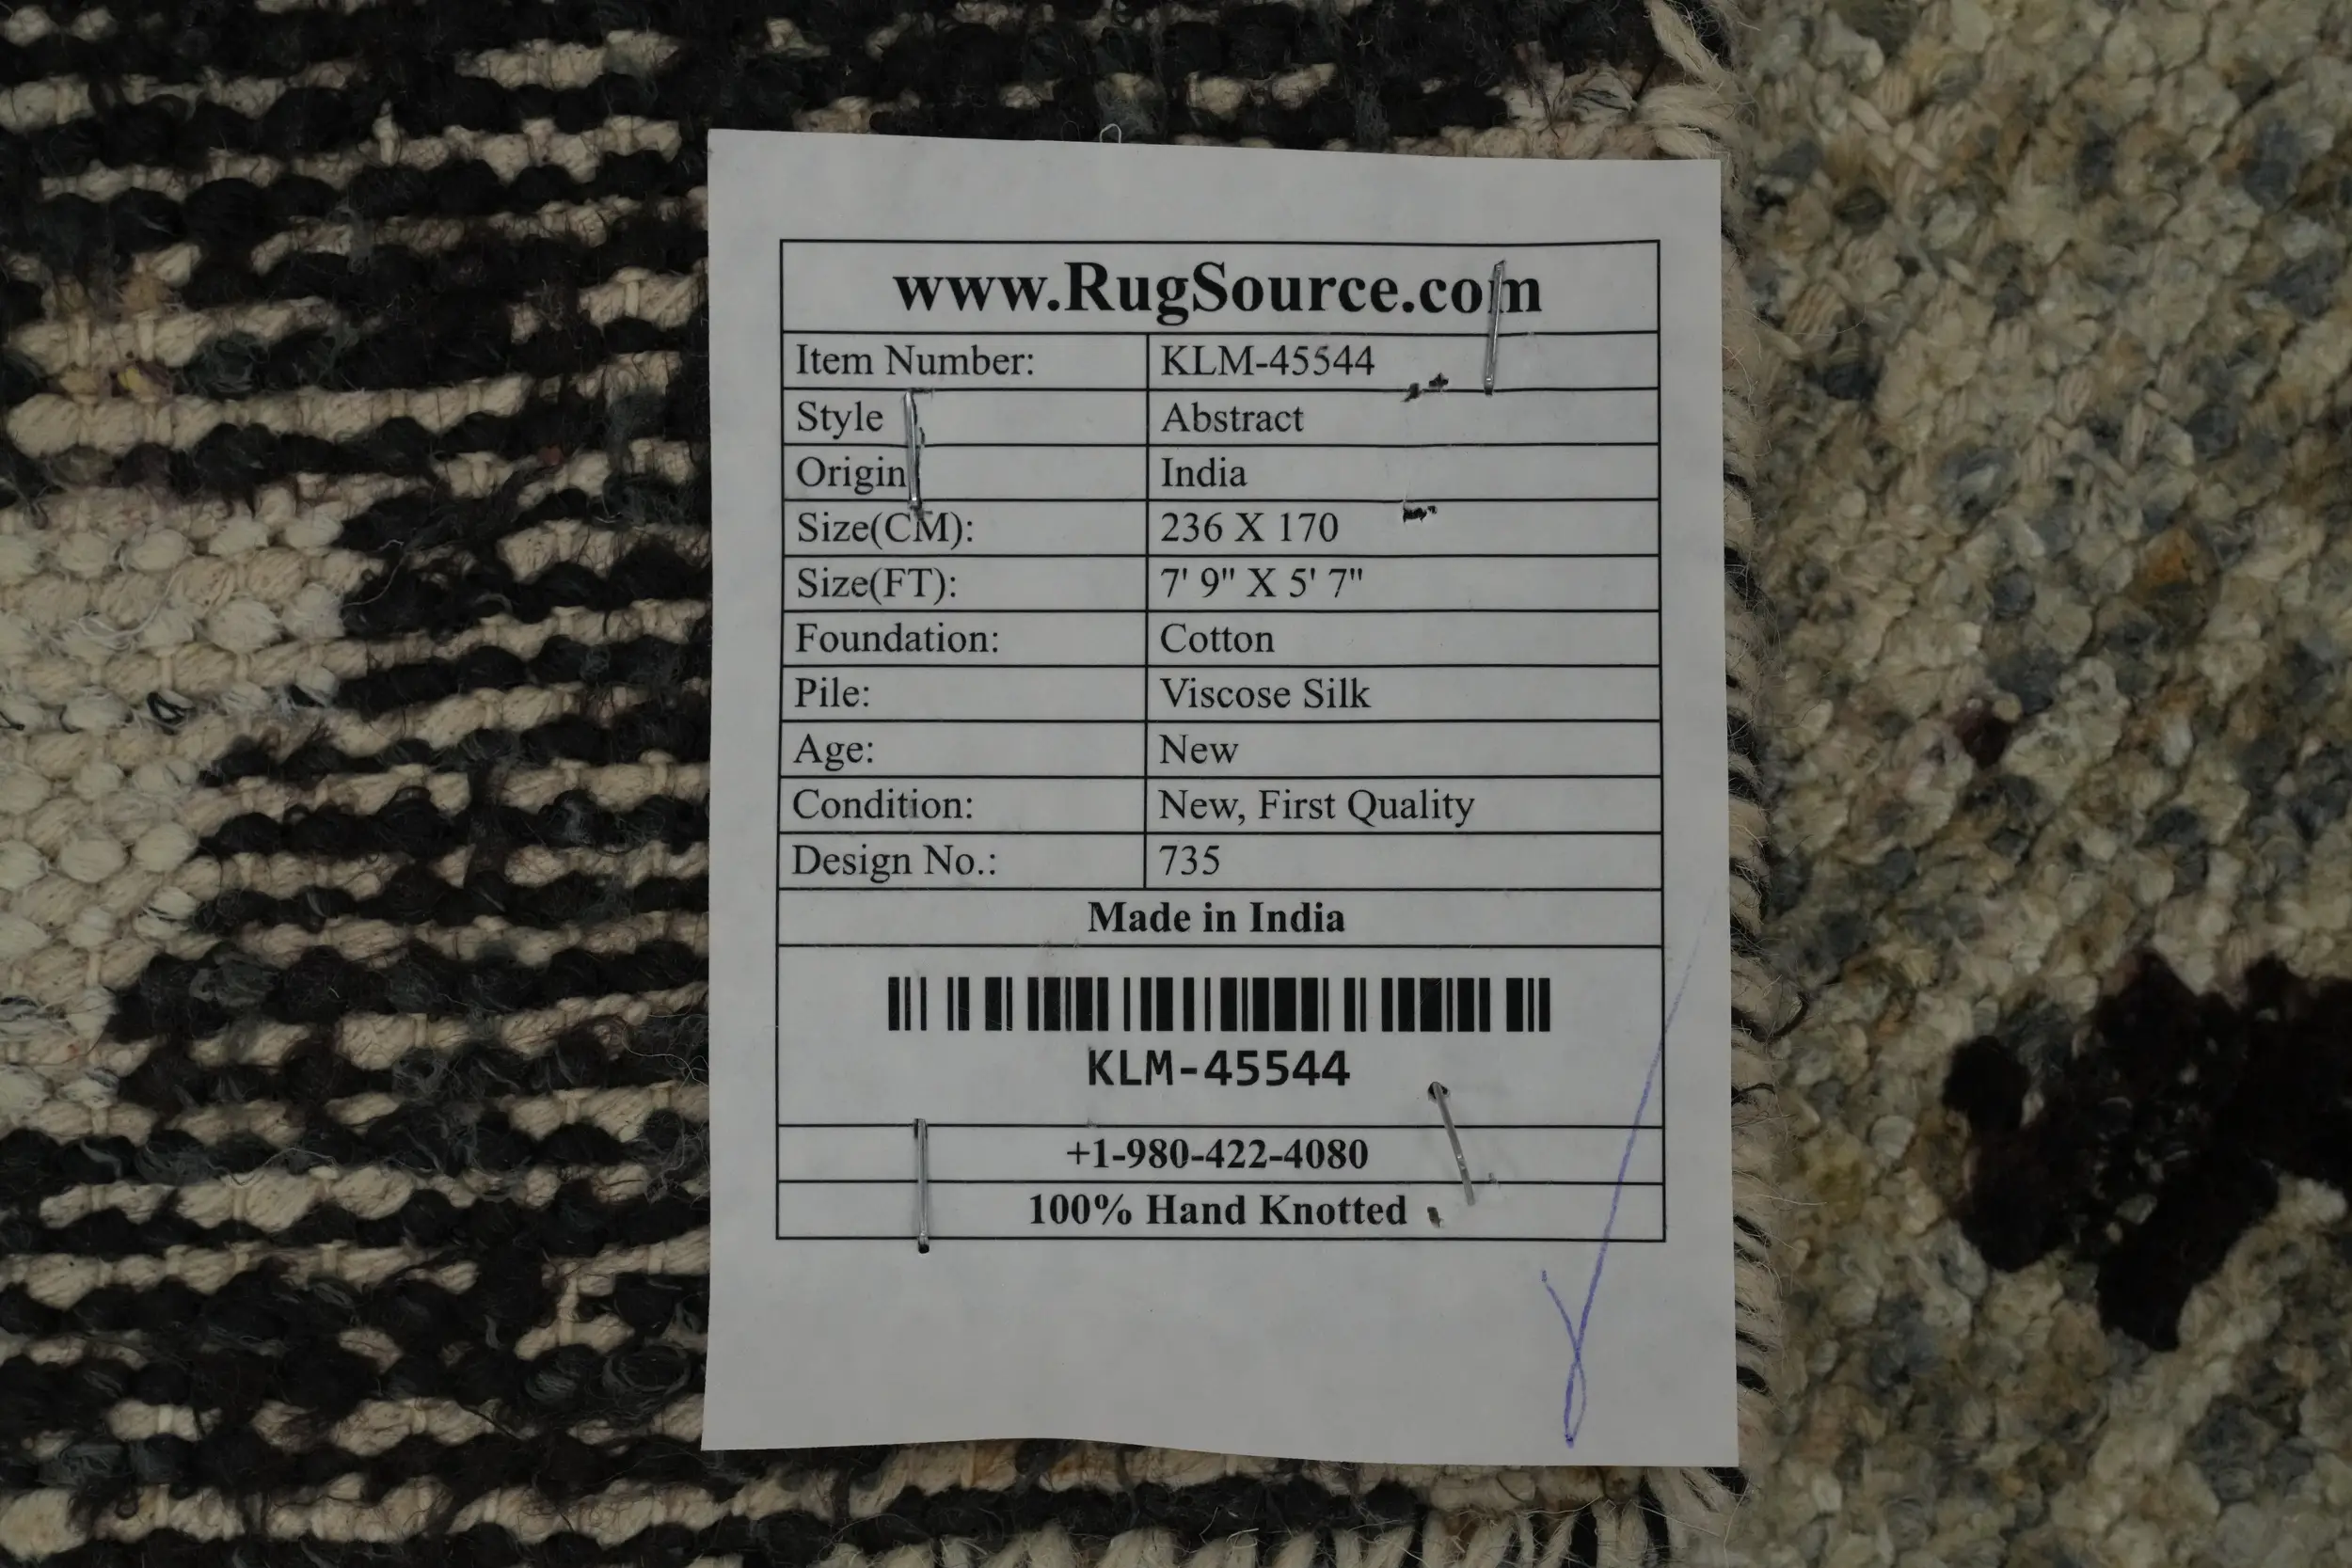 www.RugSource.com
Item Number: KLM-45544
Style Abstract
Origin India
Size(CM): 236 X 170
Size(FT): 7' 9" X 5' 7"
Foundation: Cotton
Pile: Viscose Silk
Age: New
Condition: New, First Quality
Design No.: 735
Made in India
KLM-45544
+1-980-422-4080
100% Hand Knotted